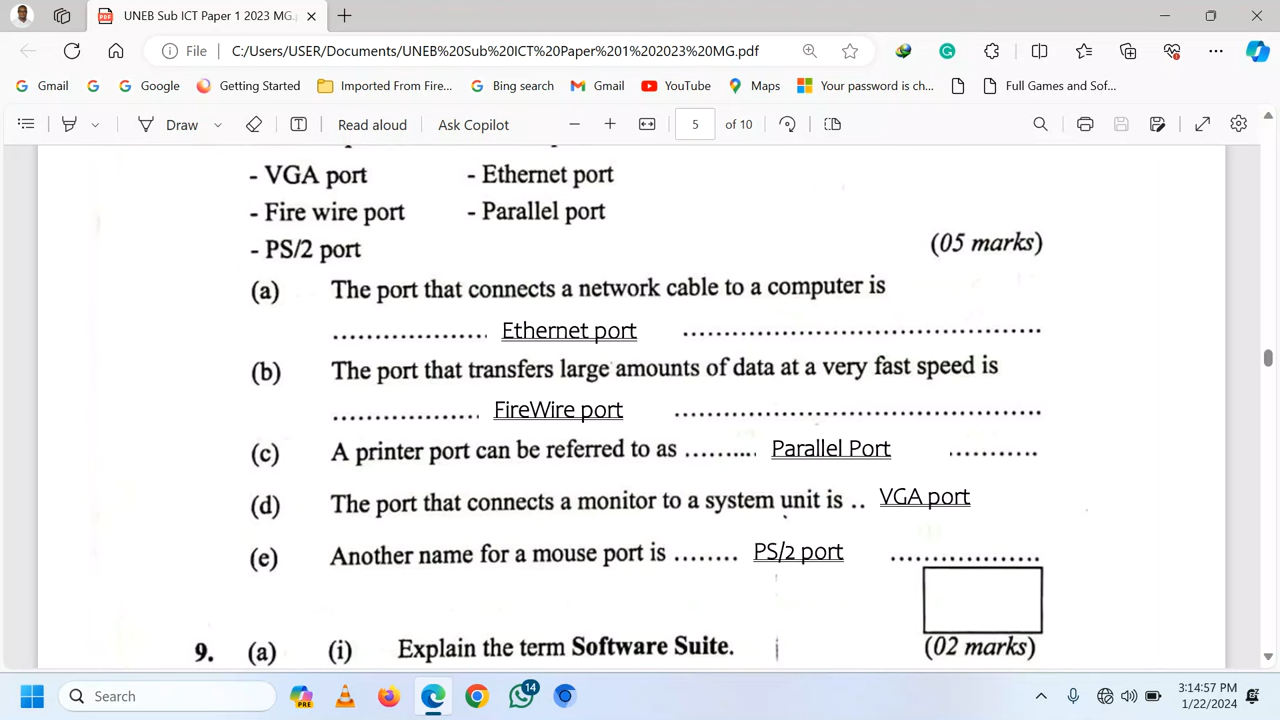 UNEB Sub ICT Paper 1 2023 MG.
File C:/Users/USER/Documents/UNEB%20Sub%20ICT%20Paper%201%202023%20MG.pdf
Gmail Google Getting Started Imported From Fire... Bing search Gmail YouTube Maps Your password is ch... Full Games and Sof...
Draw Read aloud Ask Copilot 5 of 10
- VGA port - Ethernet port
- Fire wire port - Parallel port
- PS/2 port (05 marks)
(a) The port that connects a network cable to a computer is
.................. Ethernet port .............................................
(b) The port that transfers large amounts of data at a very fast speed is
.................. FireWire port .............................................
(c) A printer port can be referred to as ......... Parallel Port ...........
(d) The port that connects a monitor to a system unit is .. VGA port
(e) Another name for a mouse port is ........ PS/2 port ...................
9. (a) (i) Explain the term Software Suite. (02 marks)
Search PRE 14 3:14:57 PM
1/22/2024